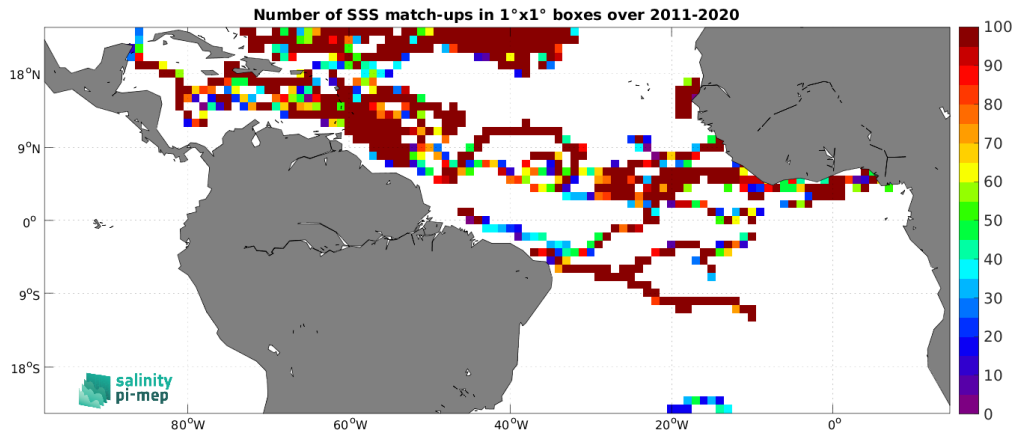 Number of SSS match-ups in 1°x1° boxes over 2011-2020
18°N
9°N
0°
9°S
18°S
80°W
60°W
40°W
20°W
0°
100
90
80
70
60
50
40
30
20
10
0
salinity
pi-mep